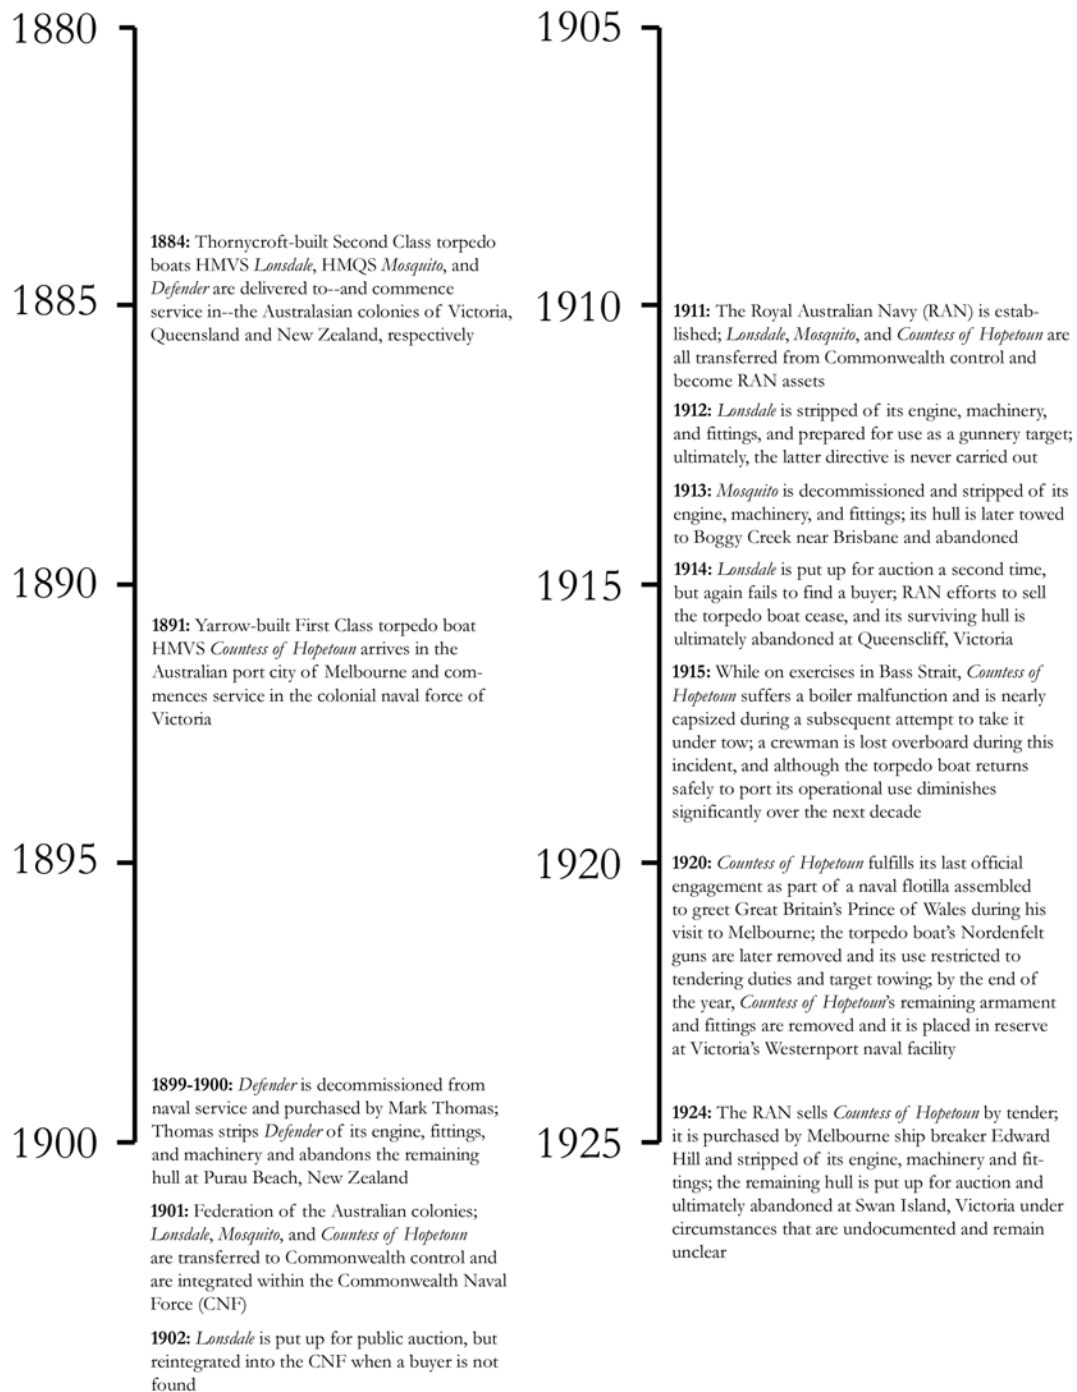 1880
1884: Thornycroft-built Second Class torpedo
boats HMVS Lonsdale, HMQS Mosquito, and
Defender are delivered to--and commence
service in--the Australasian colonies of Victoria,
Queensland and New Zealand, respectively
1885
1890
1891: Yarrow-built First Class torpedo boat
HMVS Countess of Hopetoun arrives in the
Australian port city of Melbourne and com-
mences service in the colonial naval force of
Victoria
1895
1899-1900: Defender is decommissioned from
naval service and purchased by Mark Thomas;
Thomas strips Defender of its engine, fittings,
and machinery and abandons the remaining
hull at Purau Beach, New Zealand
1900
1901: Federation of the Australian colonies;
Lonsdale, Mosquito, and Countess of Hopetoun
are transferred to Commonwealth control and
are integrated within the Commonwealth Naval
Force (CNF)
1902: Lonsdale is put up for public auction, but
reintegrated into the CNF when a buyer is not
found
1905
1910
1911: The Royal Australian Navy (RAN) is estab-
lished; Lonsdale, Mosquito, and Countess of Hopetoun are
all transferred from Commonwealth control and
become RAN assets
1912: Lonsdale is stripped of its engine, machinery,
and fittings, and prepared for use as a gunnery target;
ultimately, the latter directive is never carried out
1913: Mosquito is decommissioned and stripped of its
engine, machinery, and fittings; its hull is later towed
to Boggy Creek near Brisbane and abandoned
1915
1914: Lonsdale is put up for auction a second time,
but again fails to find a buyer; RAN efforts to sell
the torpedo boat cease, and its surviving hull is
ultimately abandoned at Queenscliff, Victoria
1915: While on exercises in Bass Strait, Countess of
Hopetoun suffers a boiler malfunction and is nearly
capsized during a subsequent attempt to take it
under tow; a crewman is lost overboard during this
incident, and although the torpedo boat returns
safely to port its operational use diminishes
significantly over the next decade
1920
1920: Countess of Hopetoun fulfills its last official
engagement as part of a naval flotilla assembled
to greet Great Britain's Prince of Wales during his
visit to Melbourne; the torpedo boat's Nordenfelt
guns are later removed and its use restricted to
tendering duties and target towing; by the end of
the year, Countess of Hopetoun's remaining armament
and fittings are removed and it is placed in reserve
at Victoria's Westernport naval facility
1925
1924: The RAN sells Countess of Hopetoun by tender;
it is purchased by Melbourne ship breaker Edward
Hill and stripped of its engine, machinery and fit-
tings; the remaining hull is put up for auction and
ultimately abandoned at Swan Island, Victoria under
circumstances that are undocumented and remain
unclear